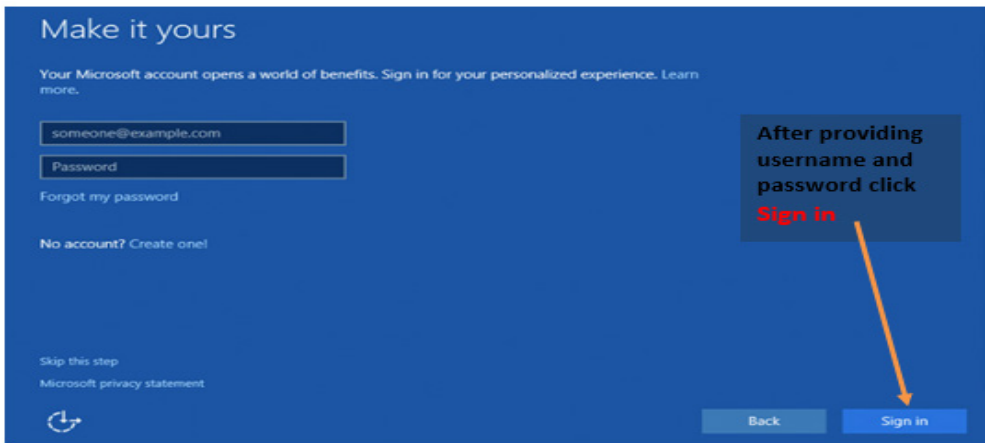 Make it yours
Your Microsoft account opens a world of benefits. Sign in for your personalized experience. Learn
more.
someone@example.com
Password
Forgot my password
No account? Create one!
After providing
username and
password click
Sign in
Skip this step
Microsoft privacy statement
Back
Sign in